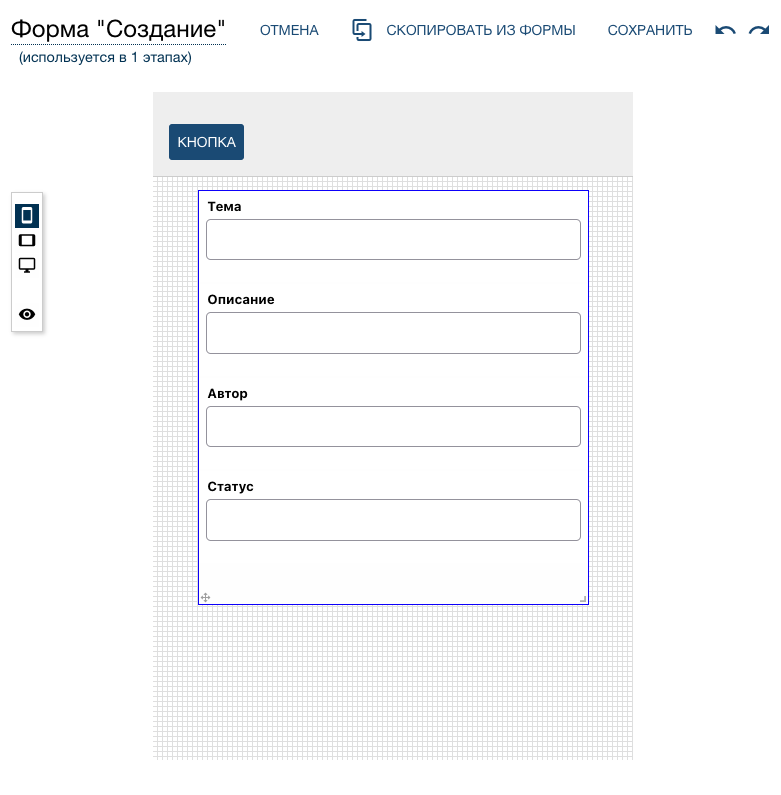 Форма "Создание"
ОТМЕНА
СКОПИРОВАТЬ ИЗ ФОРМЫ
СОХРАНИТЬ
(используется в 1 этапах)
КНОПКА
Тема
Описание
Автор
Статус